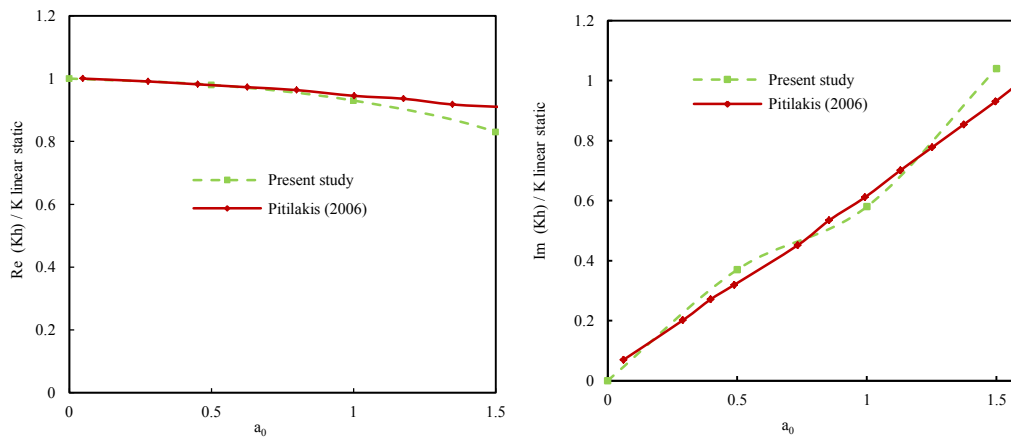 1.2
1
0.8
0.6
0.4
0.2
0
Re (Kh) / K linear static
Present study
Pitilakis (2006)
0
0.5
1
1.5
a0
1.2
1
0.8
0.6
0.4
0.2
0
Im (Kh) / K linear static
Present study
Pitilakis (2006)
0
0.5
1
1.5
a0